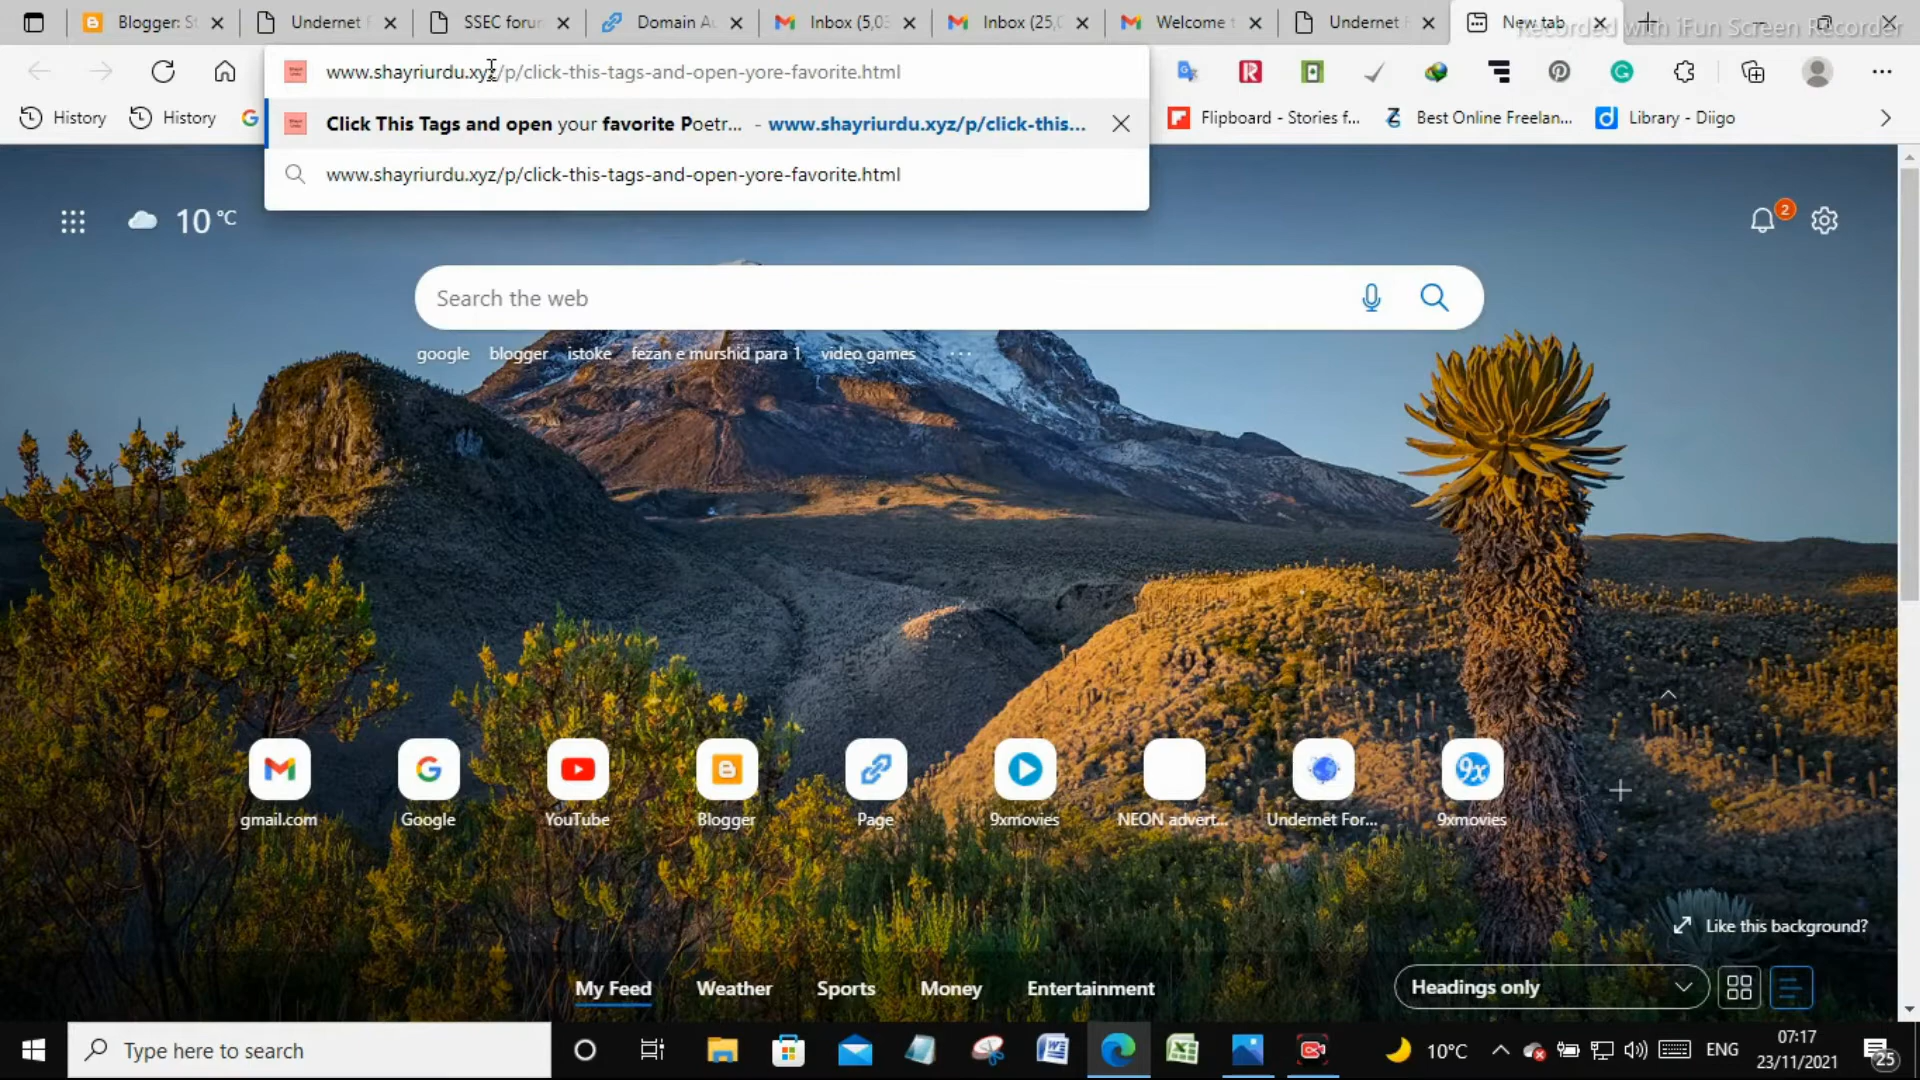 Blogger: St
Undernet F
SSEC forum
Domain Au
Inbox (5,03
Inbox (25,0
Welcome t
Undernet F
New tab
Recorded with iFun Screen Recorder
www.shayriurdu.xyz/p/click-this-tags-and-open-yore-favorite.html
History
History
Click This Tags and open your favorite Poetr... - www.shayriurdu.xyz/p/click-this...
Flipboard - Stories f...
Best Online Freelan...
Library - Diigo
www.shayriurdu.xyz/p/click-this-tags-and-open-yore-favorite.html
10 °C
2
Search the web
google
blogger
istoke
fezan e murshid para 1
video games
...
gmail.com
Google
YouTube
Blogger
Page
9xmovies
NEON advert...
Undernet For...
9xmovies
Like this background?
My Feed
Weather
Sports
Money
Entertainment
Headings only
Type here to search
10°C
ENG
07:17
23/11/2021
25